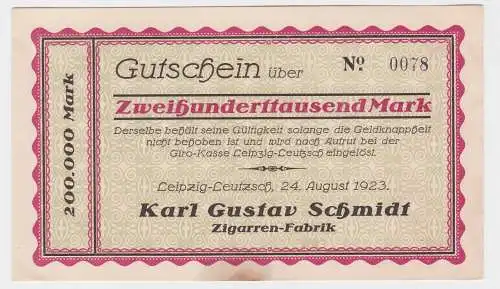 200.000 Mark
Gutschein über No 0078
Zweihunderttausend Mark
Derselbe behält seine Gültigkeit solange die Geldknappheit
nicht behoben ist und wird nach Aufruf bei der
Giro-Kasse Leipzig-Leutzsch eingelöst.
Leipzig-Leutzsch, 24. August 1923.
Karl Gustav Schmidt
Zigarren-Fabrik